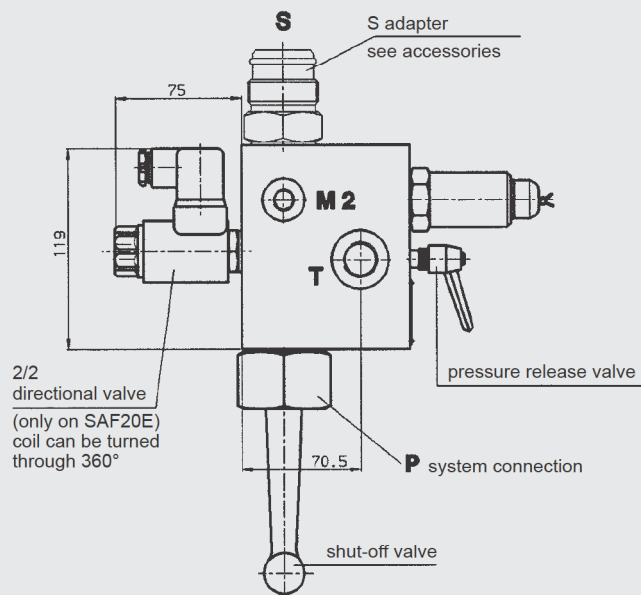 S
S adapter
see accessories
75
M 2
119
T
2/2
directional valve
(only on SAF20E)
coil can be turned
through 360°
pressure release valve
70.5
P system connection
shut-off valve